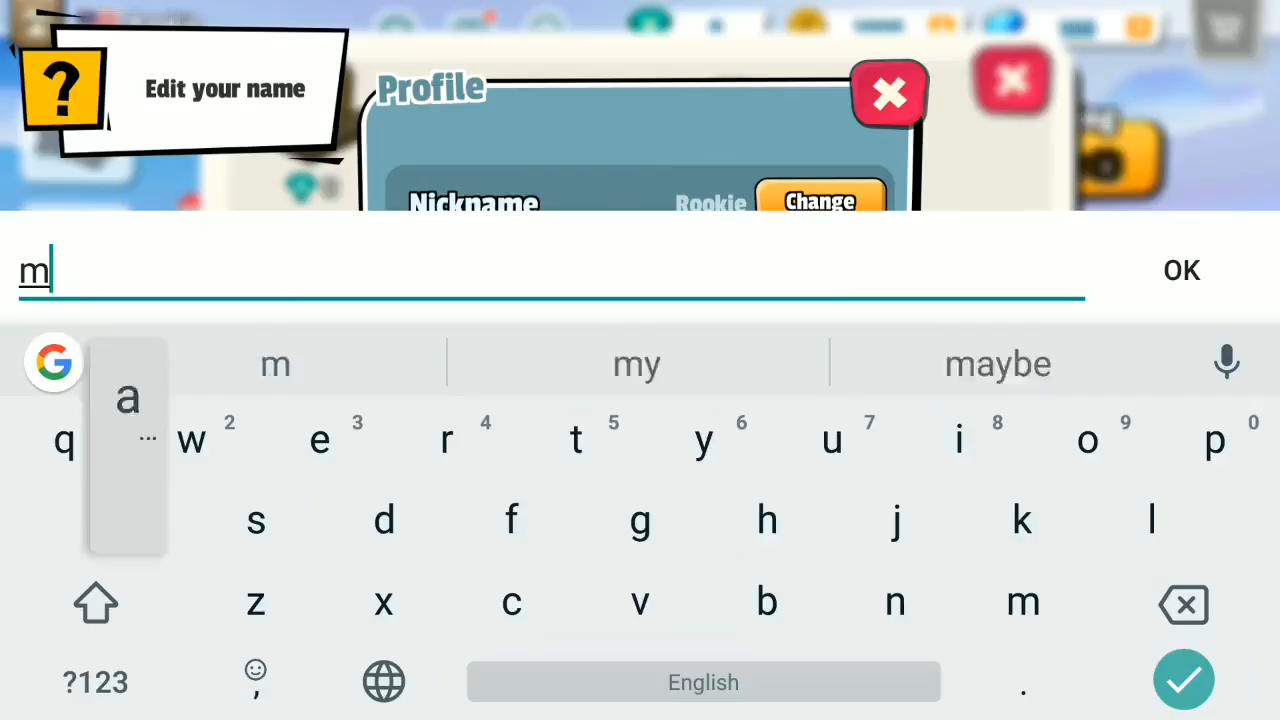 ?
Edit your name
Profile
Nickname
Rookie
Change
m
OK
G
m
my
maybe
a
...
q w 2 e 3 r 4 t 5 y 6 u 7 i 8 o 9 p 0
s d f g h j k l
z x c v b n m
?123 , English .